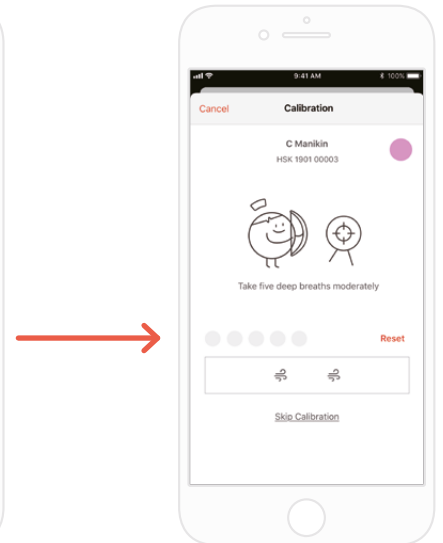 9:41 AM
100%
Cancel
Calibration
C Manikin
HSK 1901 00003
Take five deep breaths moderately
Reset
Skip Calibration